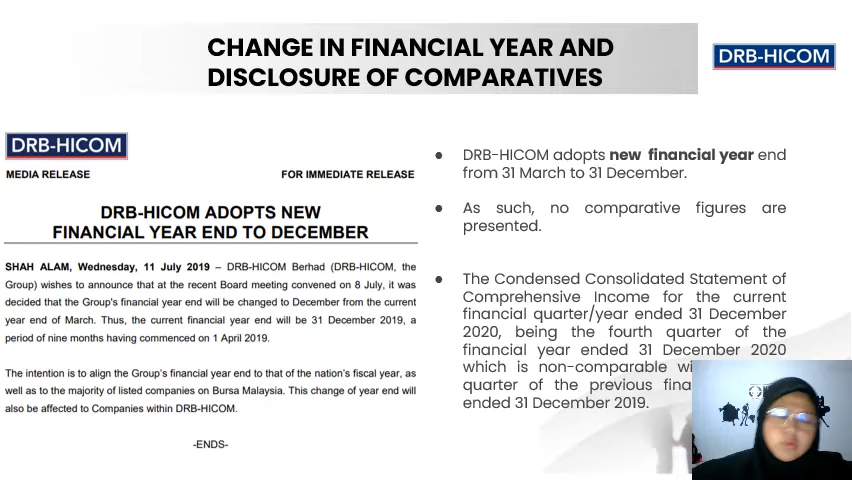 CHANGE IN FINANCIAL YEAR AND
DISCLOSURE OF COMPARATIVES
DRB-HICOM
DRB-HICOM
MEDIA RELEASE FOR IMMEDIATE RELEASE
DRB-HICOM ADOPTS NEW
FINANCIAL YEAR END TO DECEMBER
SHAH ALAM, Wednesday, 11 July 2019 – DRB-HICOM Berhad (DRB-HICOM, the
Group) wishes to announce that at the recent Board meeting convened on 8 July, it was
decided that the Group's financial year end will be changed to December from the current
year end of March. Thus, the current financial year end will be 31 December 2019, a
period of nine months having commenced on 1 April 2019.
The intention is to align the Group's financial year end to that of the nation's fiscal year, as
well as to the majority of listed companies on Bursa Malaysia. This change of year end will
also be affected to Companies within DRB-HICOM.
-ENDS-
● DRB-HICOM adopts new financial year end
from 31 March to 31 December.
● As such, no comparative figures are
presented.
● The Condensed Consolidated Statement of
Comprehensive Income for the current
financial quarter/year ended 31 December
2020, being the fourth quarter of the
financial year ended 31 December 2020
which is non-comparable
quarter of the previous
ended 31 December 2019.